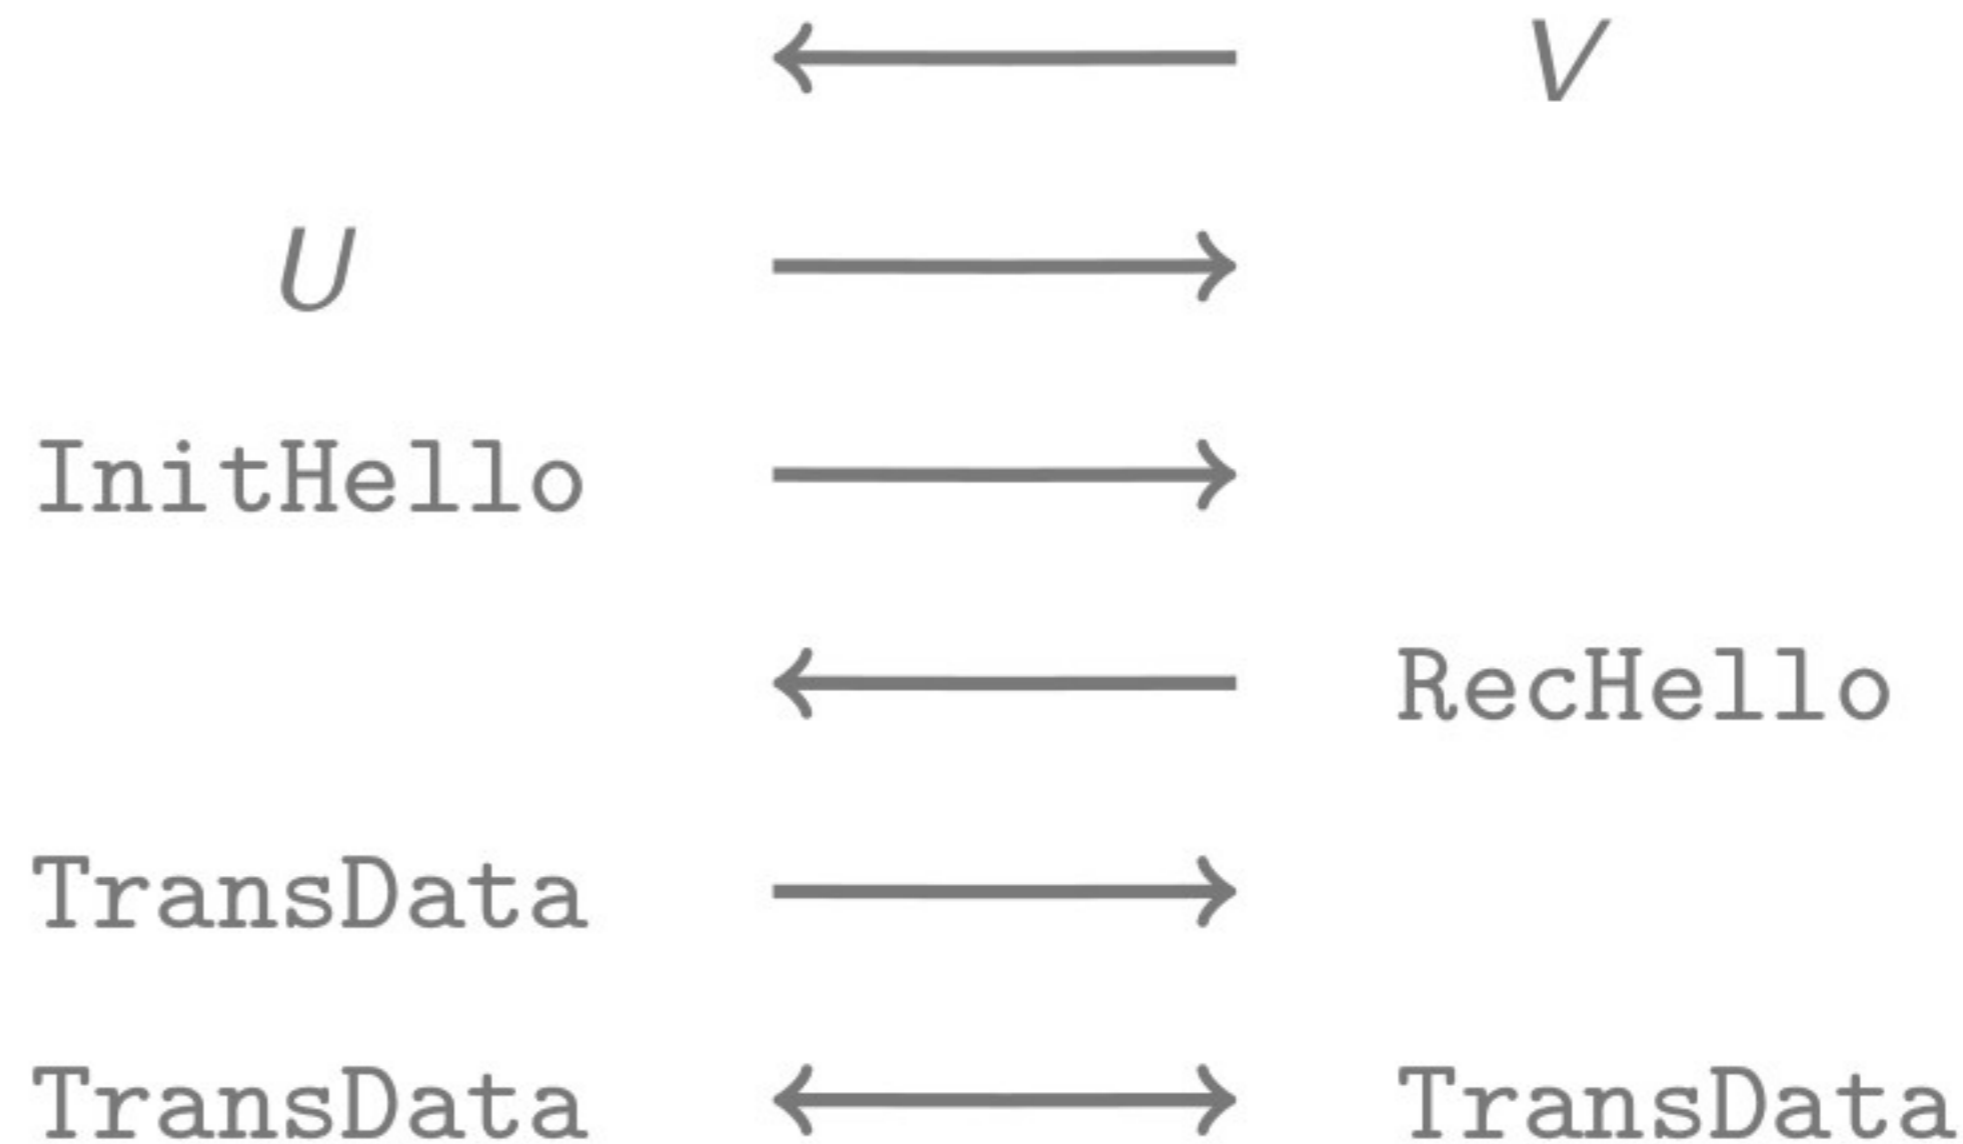 V
U
InitHello
RecHello
TransData
TransData TransData